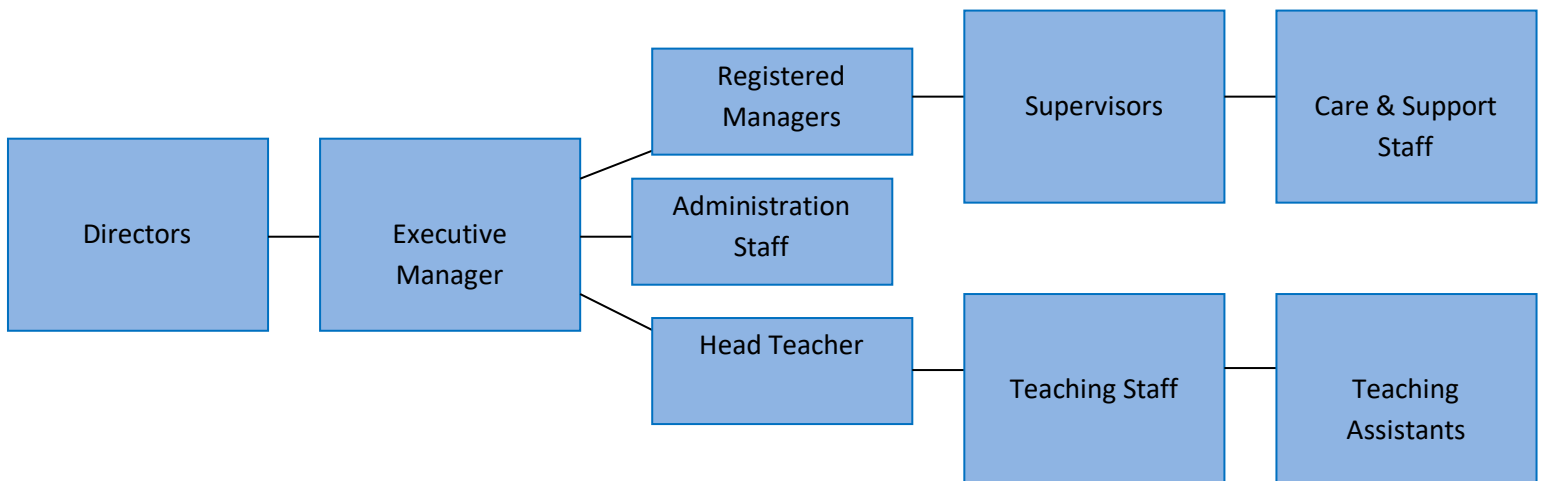 Directors
Executive
Manager
Registered
Managers
Administration
Staff
Head Teacher
Supervisors
Care & Support
Staff
Teaching Staff
Teaching
Assistants